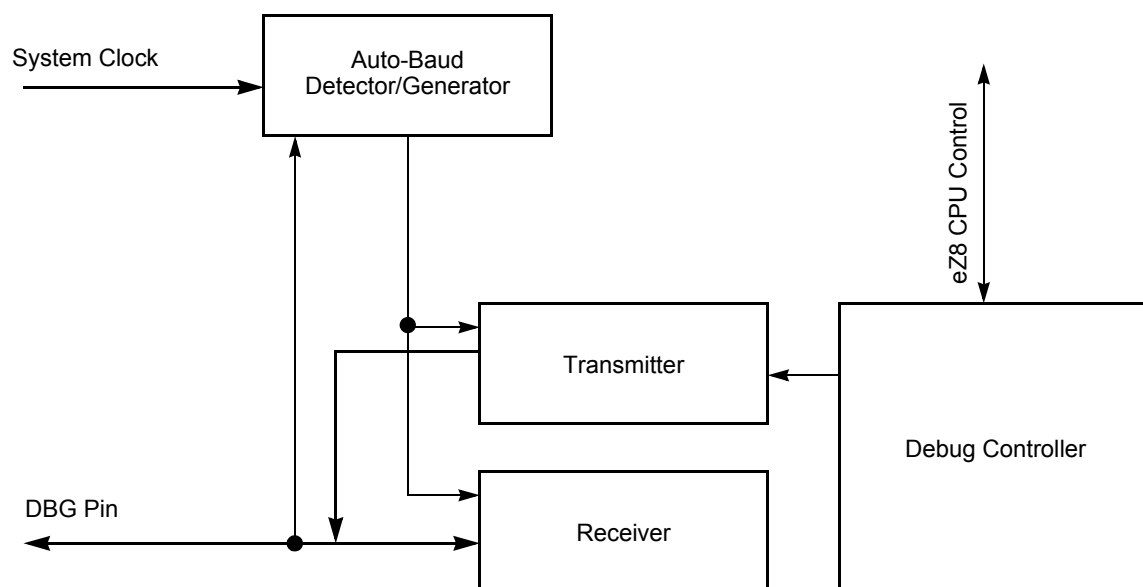 System Clock
Auto-Baud
Detector/Generator
eZ8 CPU Control
Transmitter
Debug Controller
DBG Pin
Receiver